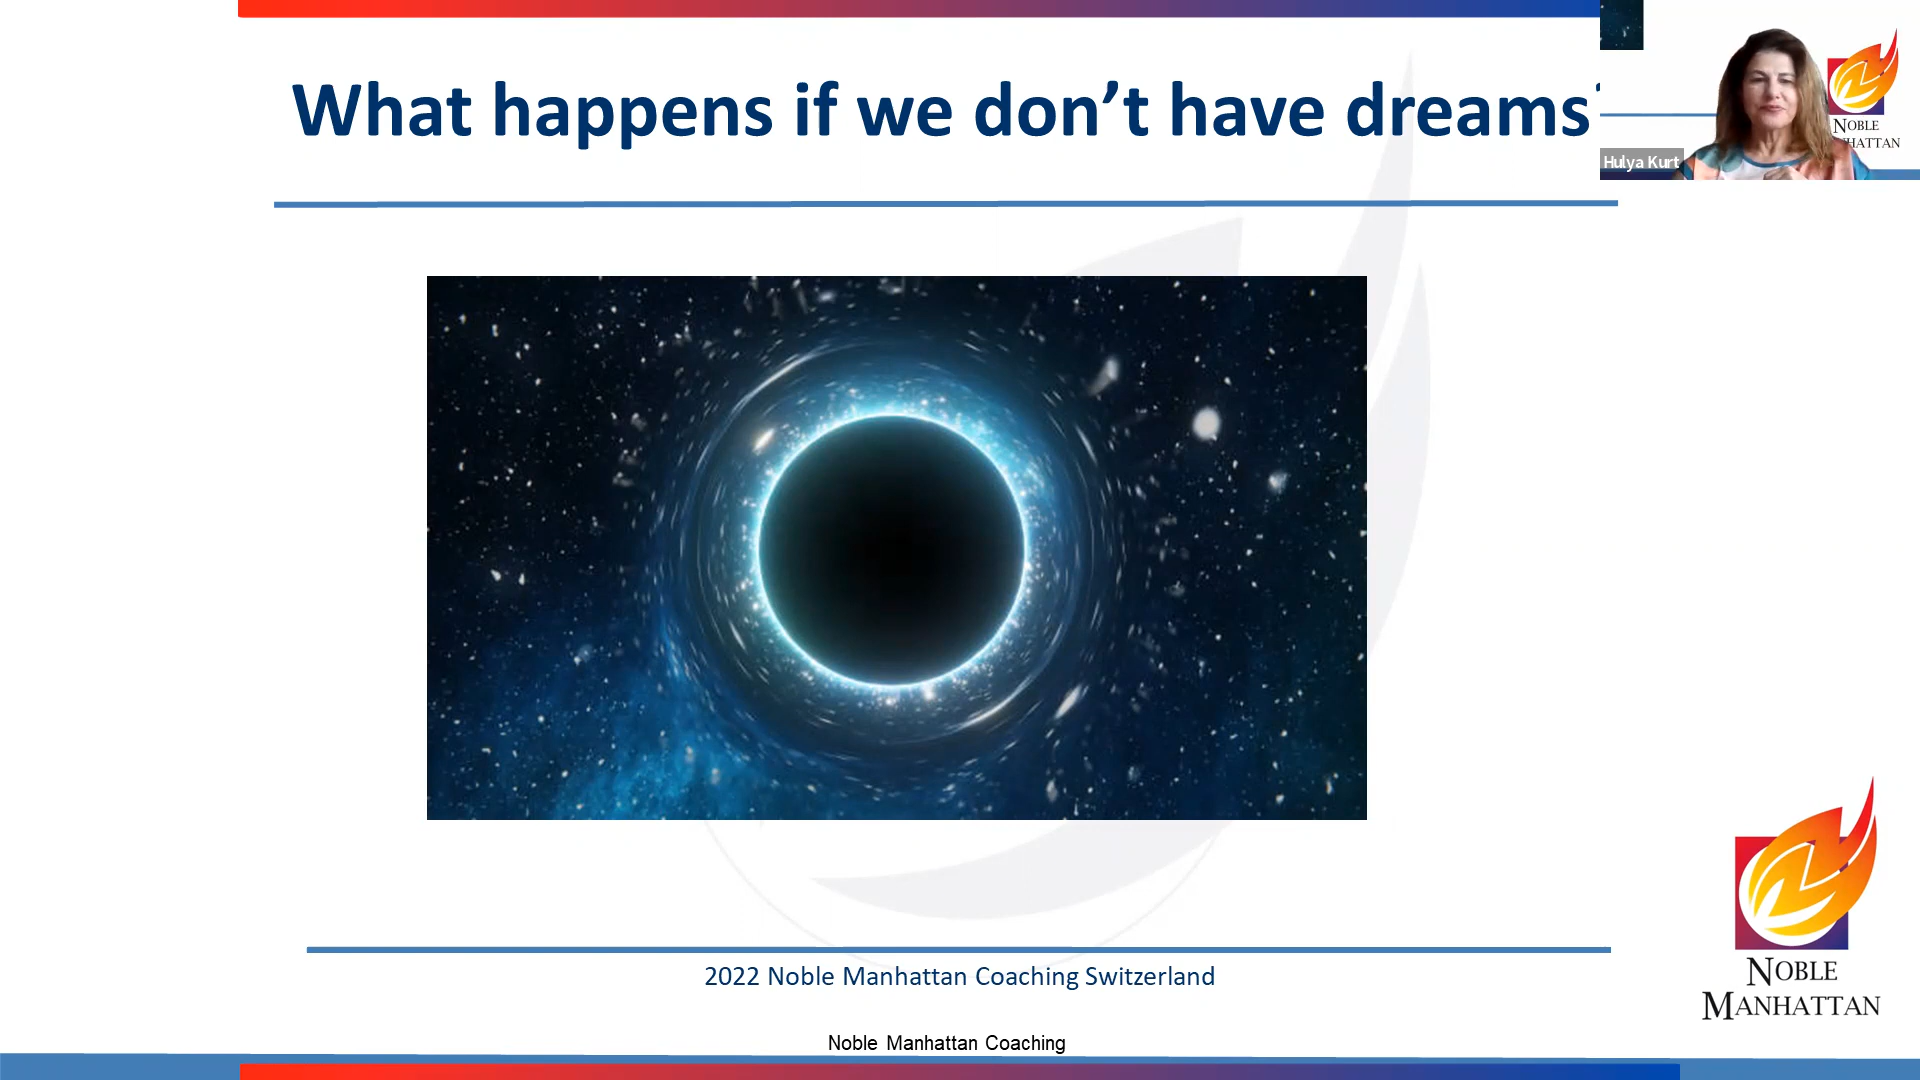 What happens if we don’t have dreams?
Hulya Kurt
NOBLE
HATTAN
2022 Noble Manhattan Coaching Switzerland
NOBLE
MANHATTAN
Noble Manhattan Coaching